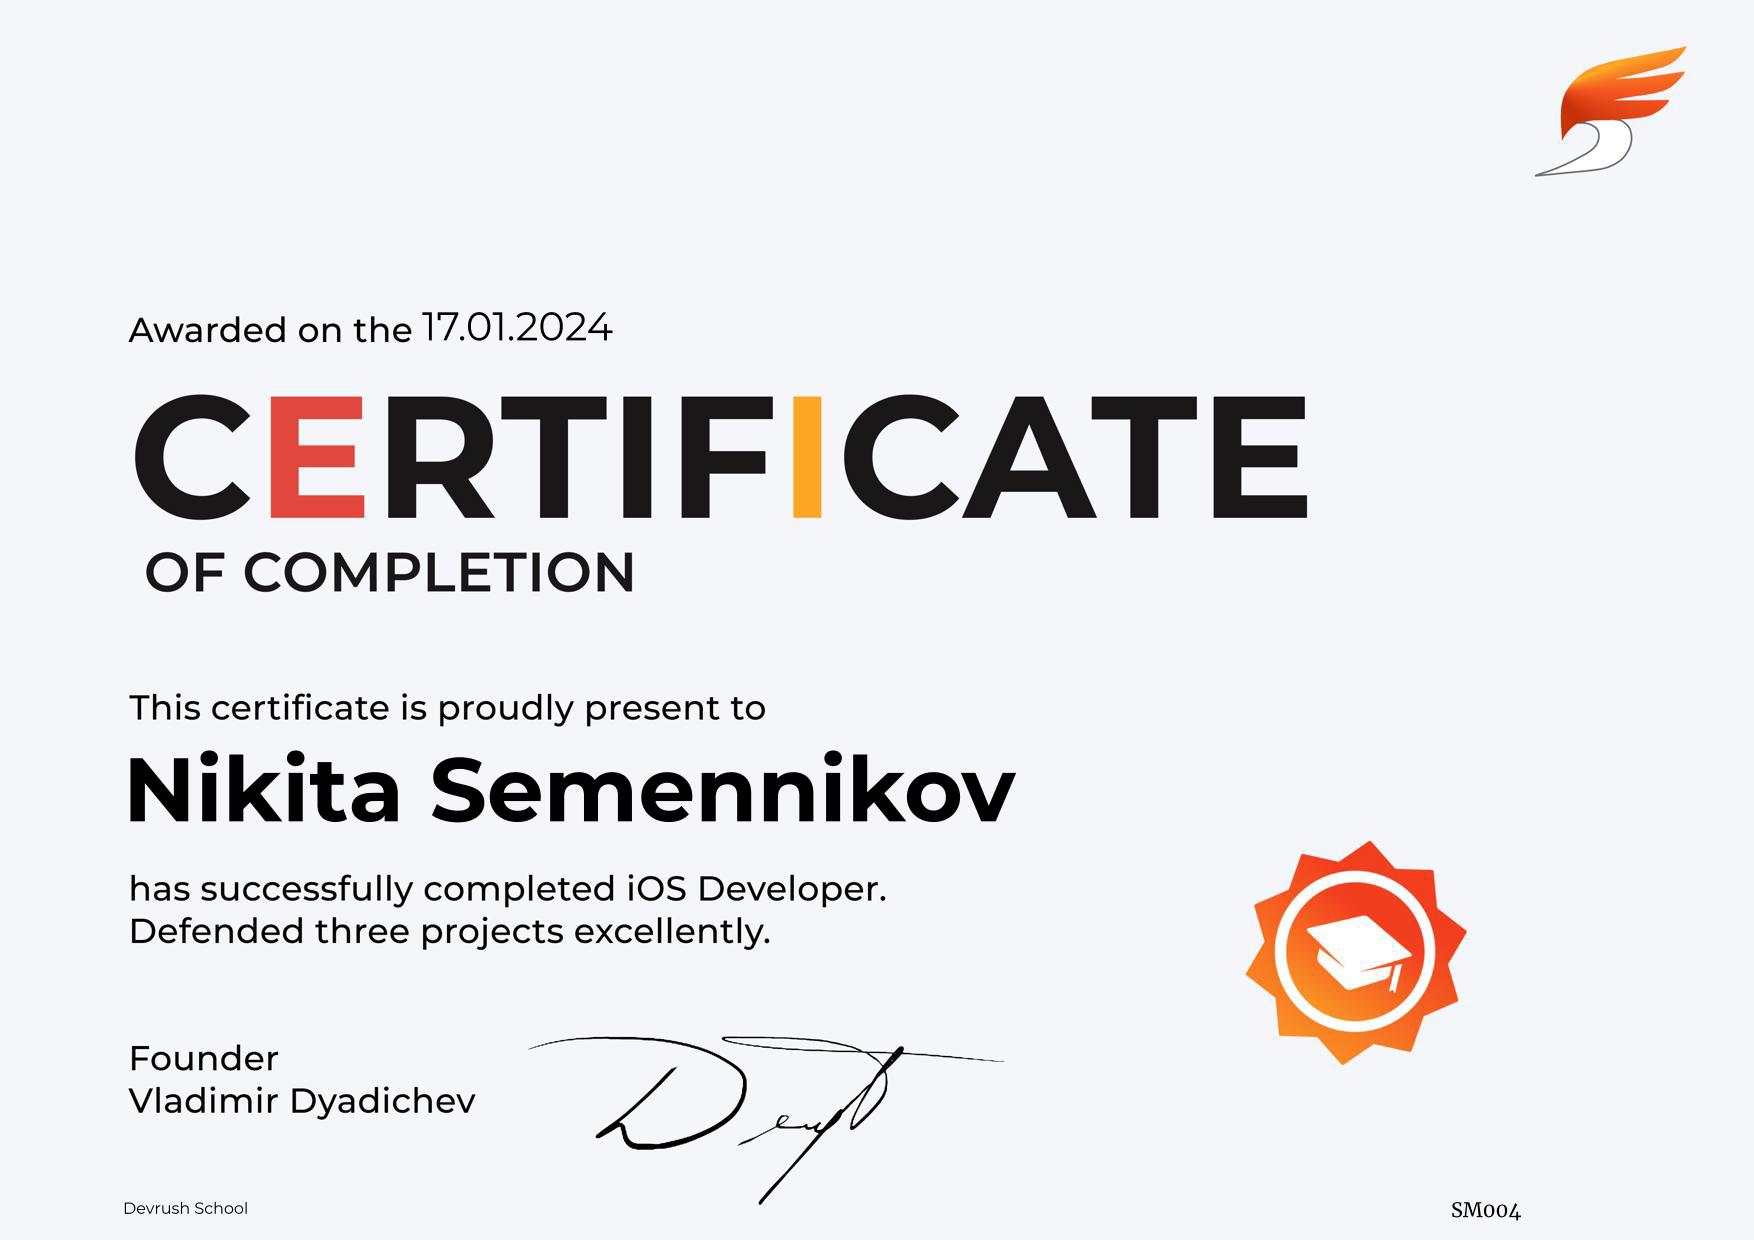 Awarded on the 17.01.2024
CERTIFICATE
OF COMPLETION
This certificate is proudly present to
Nikita Semennikov
has successfully completed iOS Developer.
Defended three projects excellently.
Founder
Vladimir Dyadichev
Devrush School
SM004